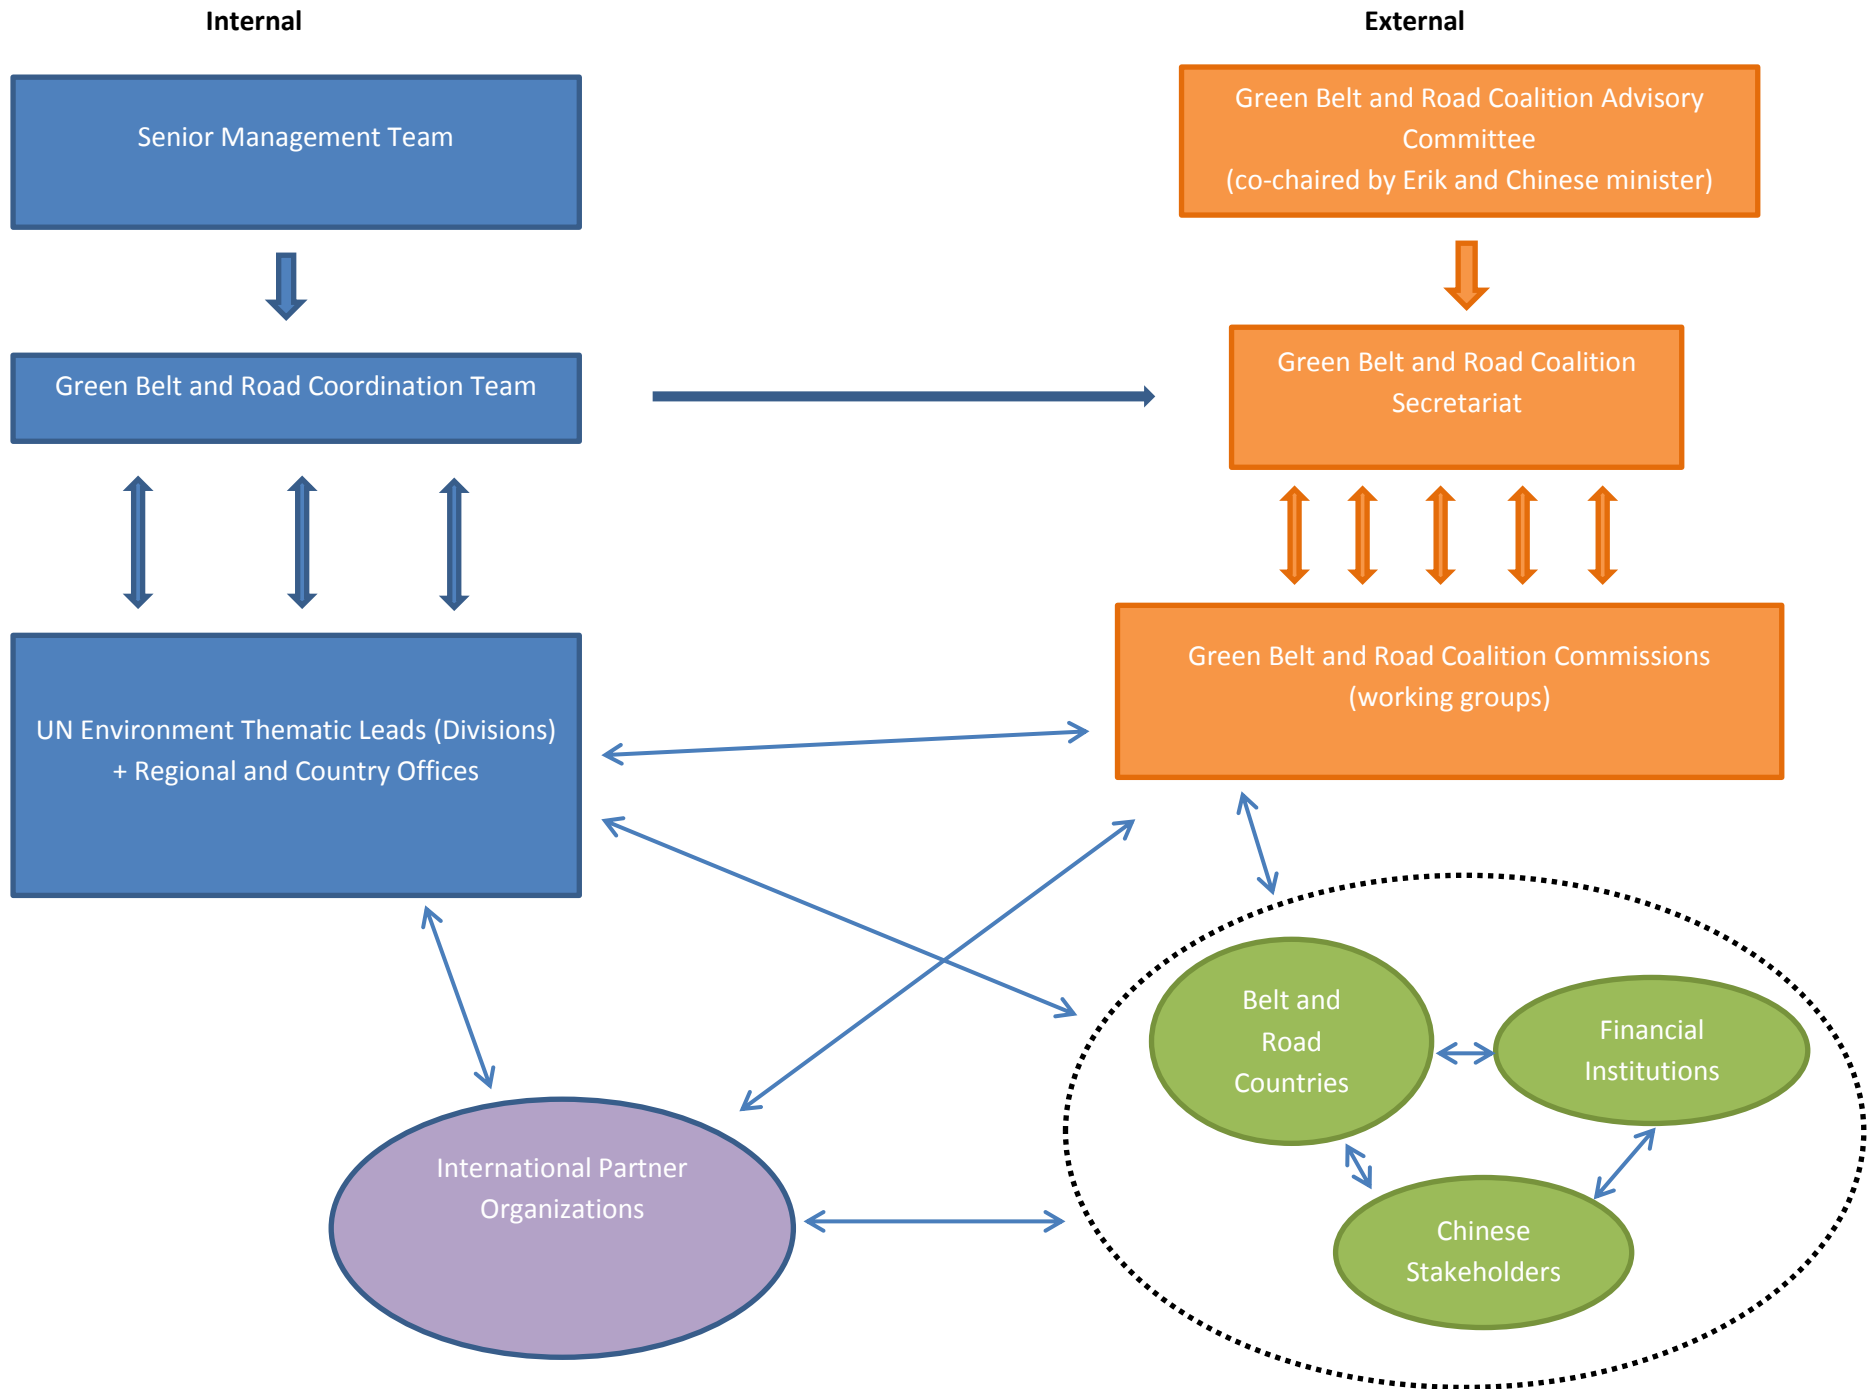 Internal
External
Senior Management Team
Green Belt and Road Coalition Advisory
Committee
(co-chaired by Erik and Chinese minister)
Green Belt and Road Coordination Team
Green Belt and Road Coalition
Secretariat
UN Environment Thematic Leads (Divisions)
+ Regional and Country Offices
Green Belt and Road Coalition Commissions
(working groups)
International Partner
Organizations
Belt and
Road
Countries
Financial
Institutions
Chinese
Stakeholders